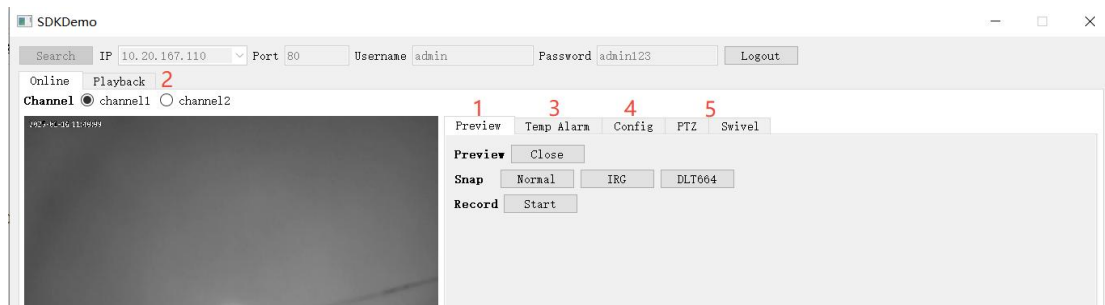 SDKDemo
Search IP 10.20.167.110 Port 80 Username admin Password admin123 Logout
Online Playback 2
Channel channel1 channel2
1 3 4 5
Preview Temp Alarm Config PTZ Swivel
Preview Close
Snap Normal IRG DLT664
Record Start